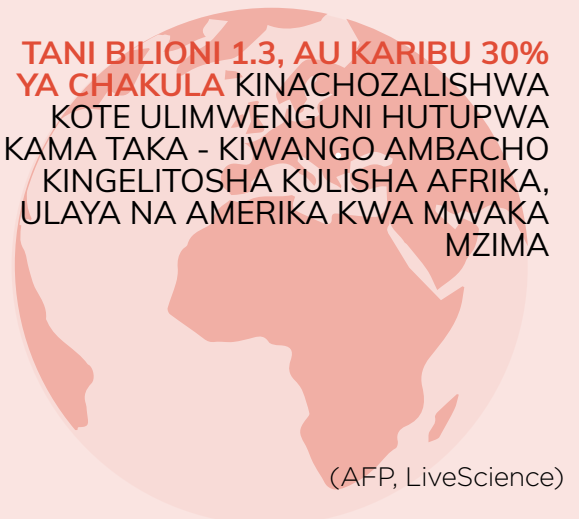 TANI BILIONI 1.3, AU KARIBU 30%
YA CHAKULA KINACHOZALISHWA
KOTE ULIMWENGUNI HUTUPWA
KAMA TAKA - KIWANGO AMBACHO
KINGELITOSHA KULISHA AFRIKA,
ULAYA NA AMERIKA KWA MWAKA
MZIMA
(AFP, LiveScience)